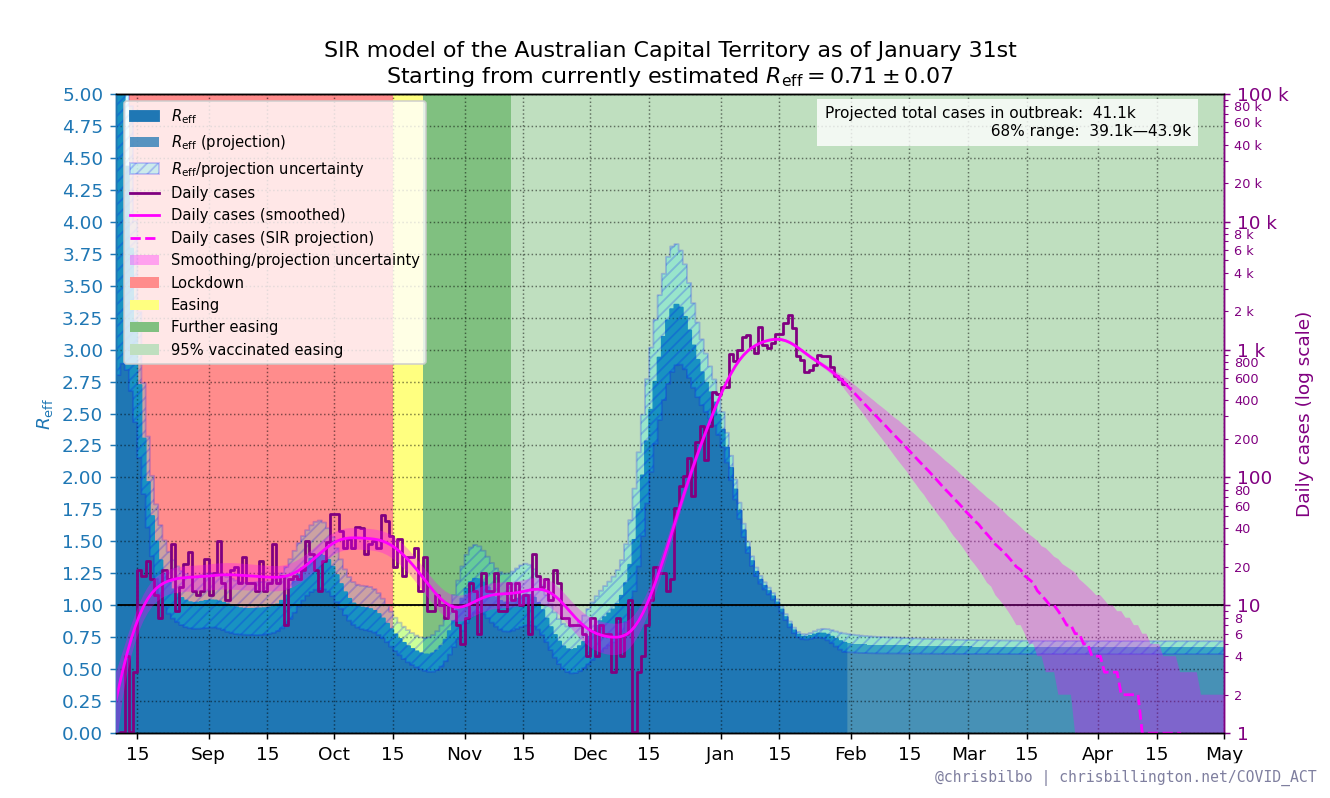 SIR model of the Australian Capital Territory as of January 31st
Starting from currently estimated R_eff = 0.71 ± 0.07
Projected total cases in outbreak: 41.1k
68% range: 39.1k—43.9k
R_eff
R_eff (projection)
R_eff/projection uncertainty
Daily cases
Daily cases (smoothed)
Daily cases (SIR projection)
Smoothing/projection uncertainty
Lockdown
Easing
Further easing
95% vaccinated easing
5.00
4.75
4.50
4.25
4.00
3.75
3.50
3.25
3.00
2.75
2.50
2.25
2.00
1.75
1.50
1.25
1.00
0.75
0.50
0.25
0.00
R_eff
100 k
80 k
60 k
40 k
20 k
10 k
8 k
6 k
4 k
2 k
1 k
800
600
400
200
100
80
60
40
20
10
8
6
4
2
1
Daily cases (log scale)
15 Sep 15 Oct 15 Nov 15 Dec 15 Jan 15 Feb 15 Mar 15 Apr 15 May
@chrisbilbo | chrisbillington.net/COVID_ACT